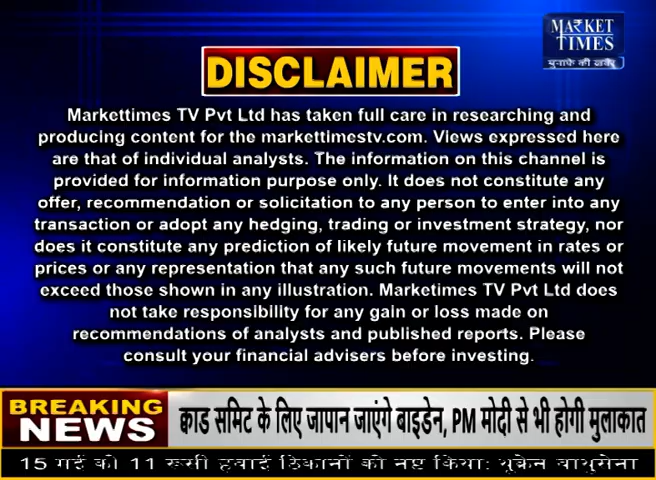 MARKET
TIMES
मुनाफे की खबर
DISCLAIMER
Markettimes TV Pvt Ltd has taken full care in researching and
producing content for the markettimestv.com. Views expressed here
are that of individual analysts. The information on this channel is
provided for information purpose only. It does not constitute any
offer, recommendation or solicitation to any person to enter into any
transaction or adopt any hedging, trading or investment strategy, nor
does it constitute any prediction of likely future movement in rates or
prices or any representation that any such future movements will not
exceed those shown in any illustration. Marketimes TV Pvt Ltd does
not take responsibility for any gain or loss made on
recommendations of analysts and published reports. Please
consult your financial advisers before investing.
BREAKING
NEWS
क्वाड समिट के लिए जापान जाएंगे बाइडेन, PM मोदी से भी होगी मुलाकात
15 मई को 11 रूसी हवाई ठिकानों को नष्ट किया: यूक्रेन वायुसेना